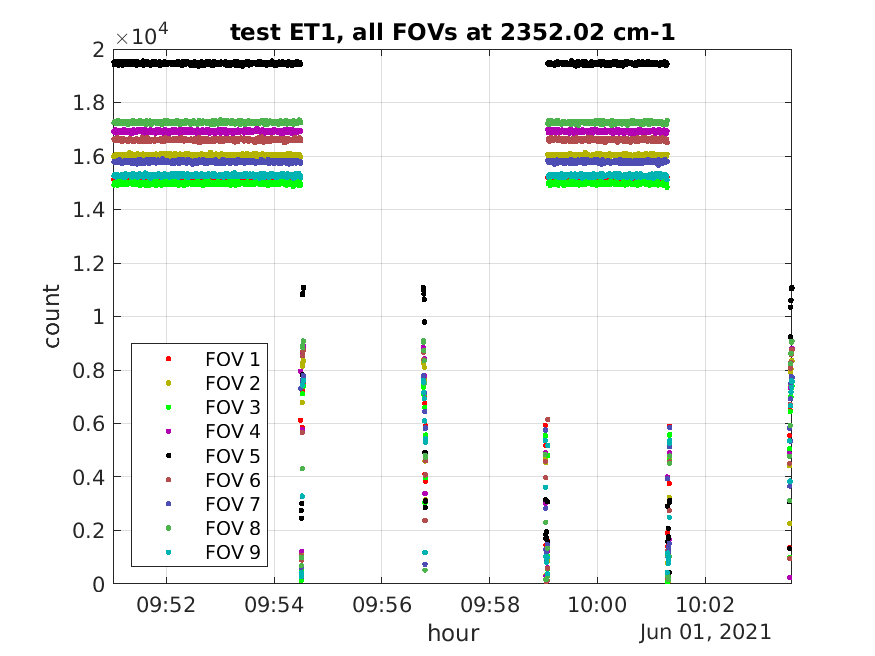 test ET1, all FOVs at 2352.02 cm-1
×10⁴
2
1.8
1.6
1.4
1.2
1
0.8
0.6
0.4
0.2
0
count
FOV 1
FOV 2
FOV 3
FOV 4
FOV 5
FOV 6
FOV 7
FOV 8
FOV 9
09:52 09:54 09:56 09:58 10:00 10:02
hour
Jun 01, 2021